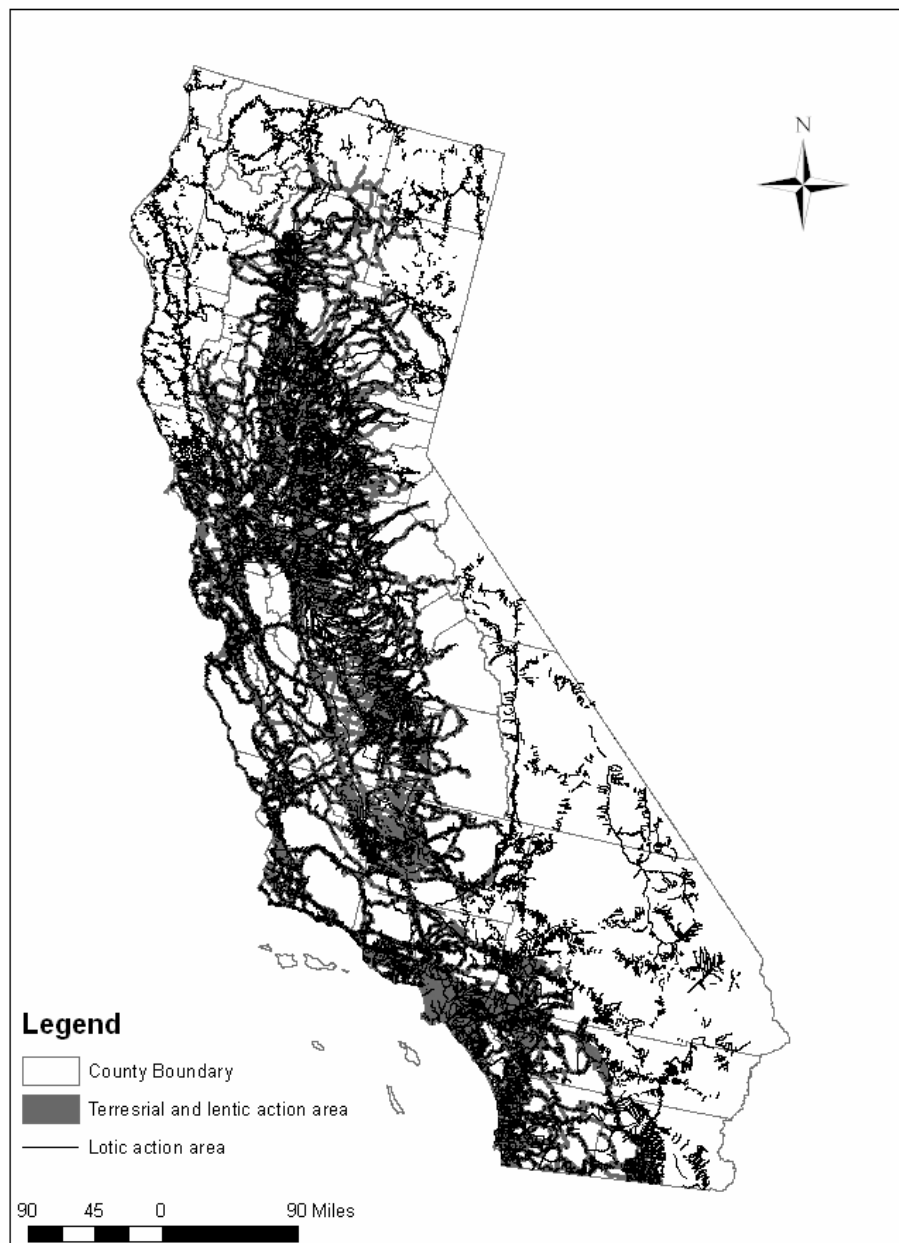 N
Legend
County Boundary
Terresrial and lentic action area
Lotic action area
90 45 0 90 Miles